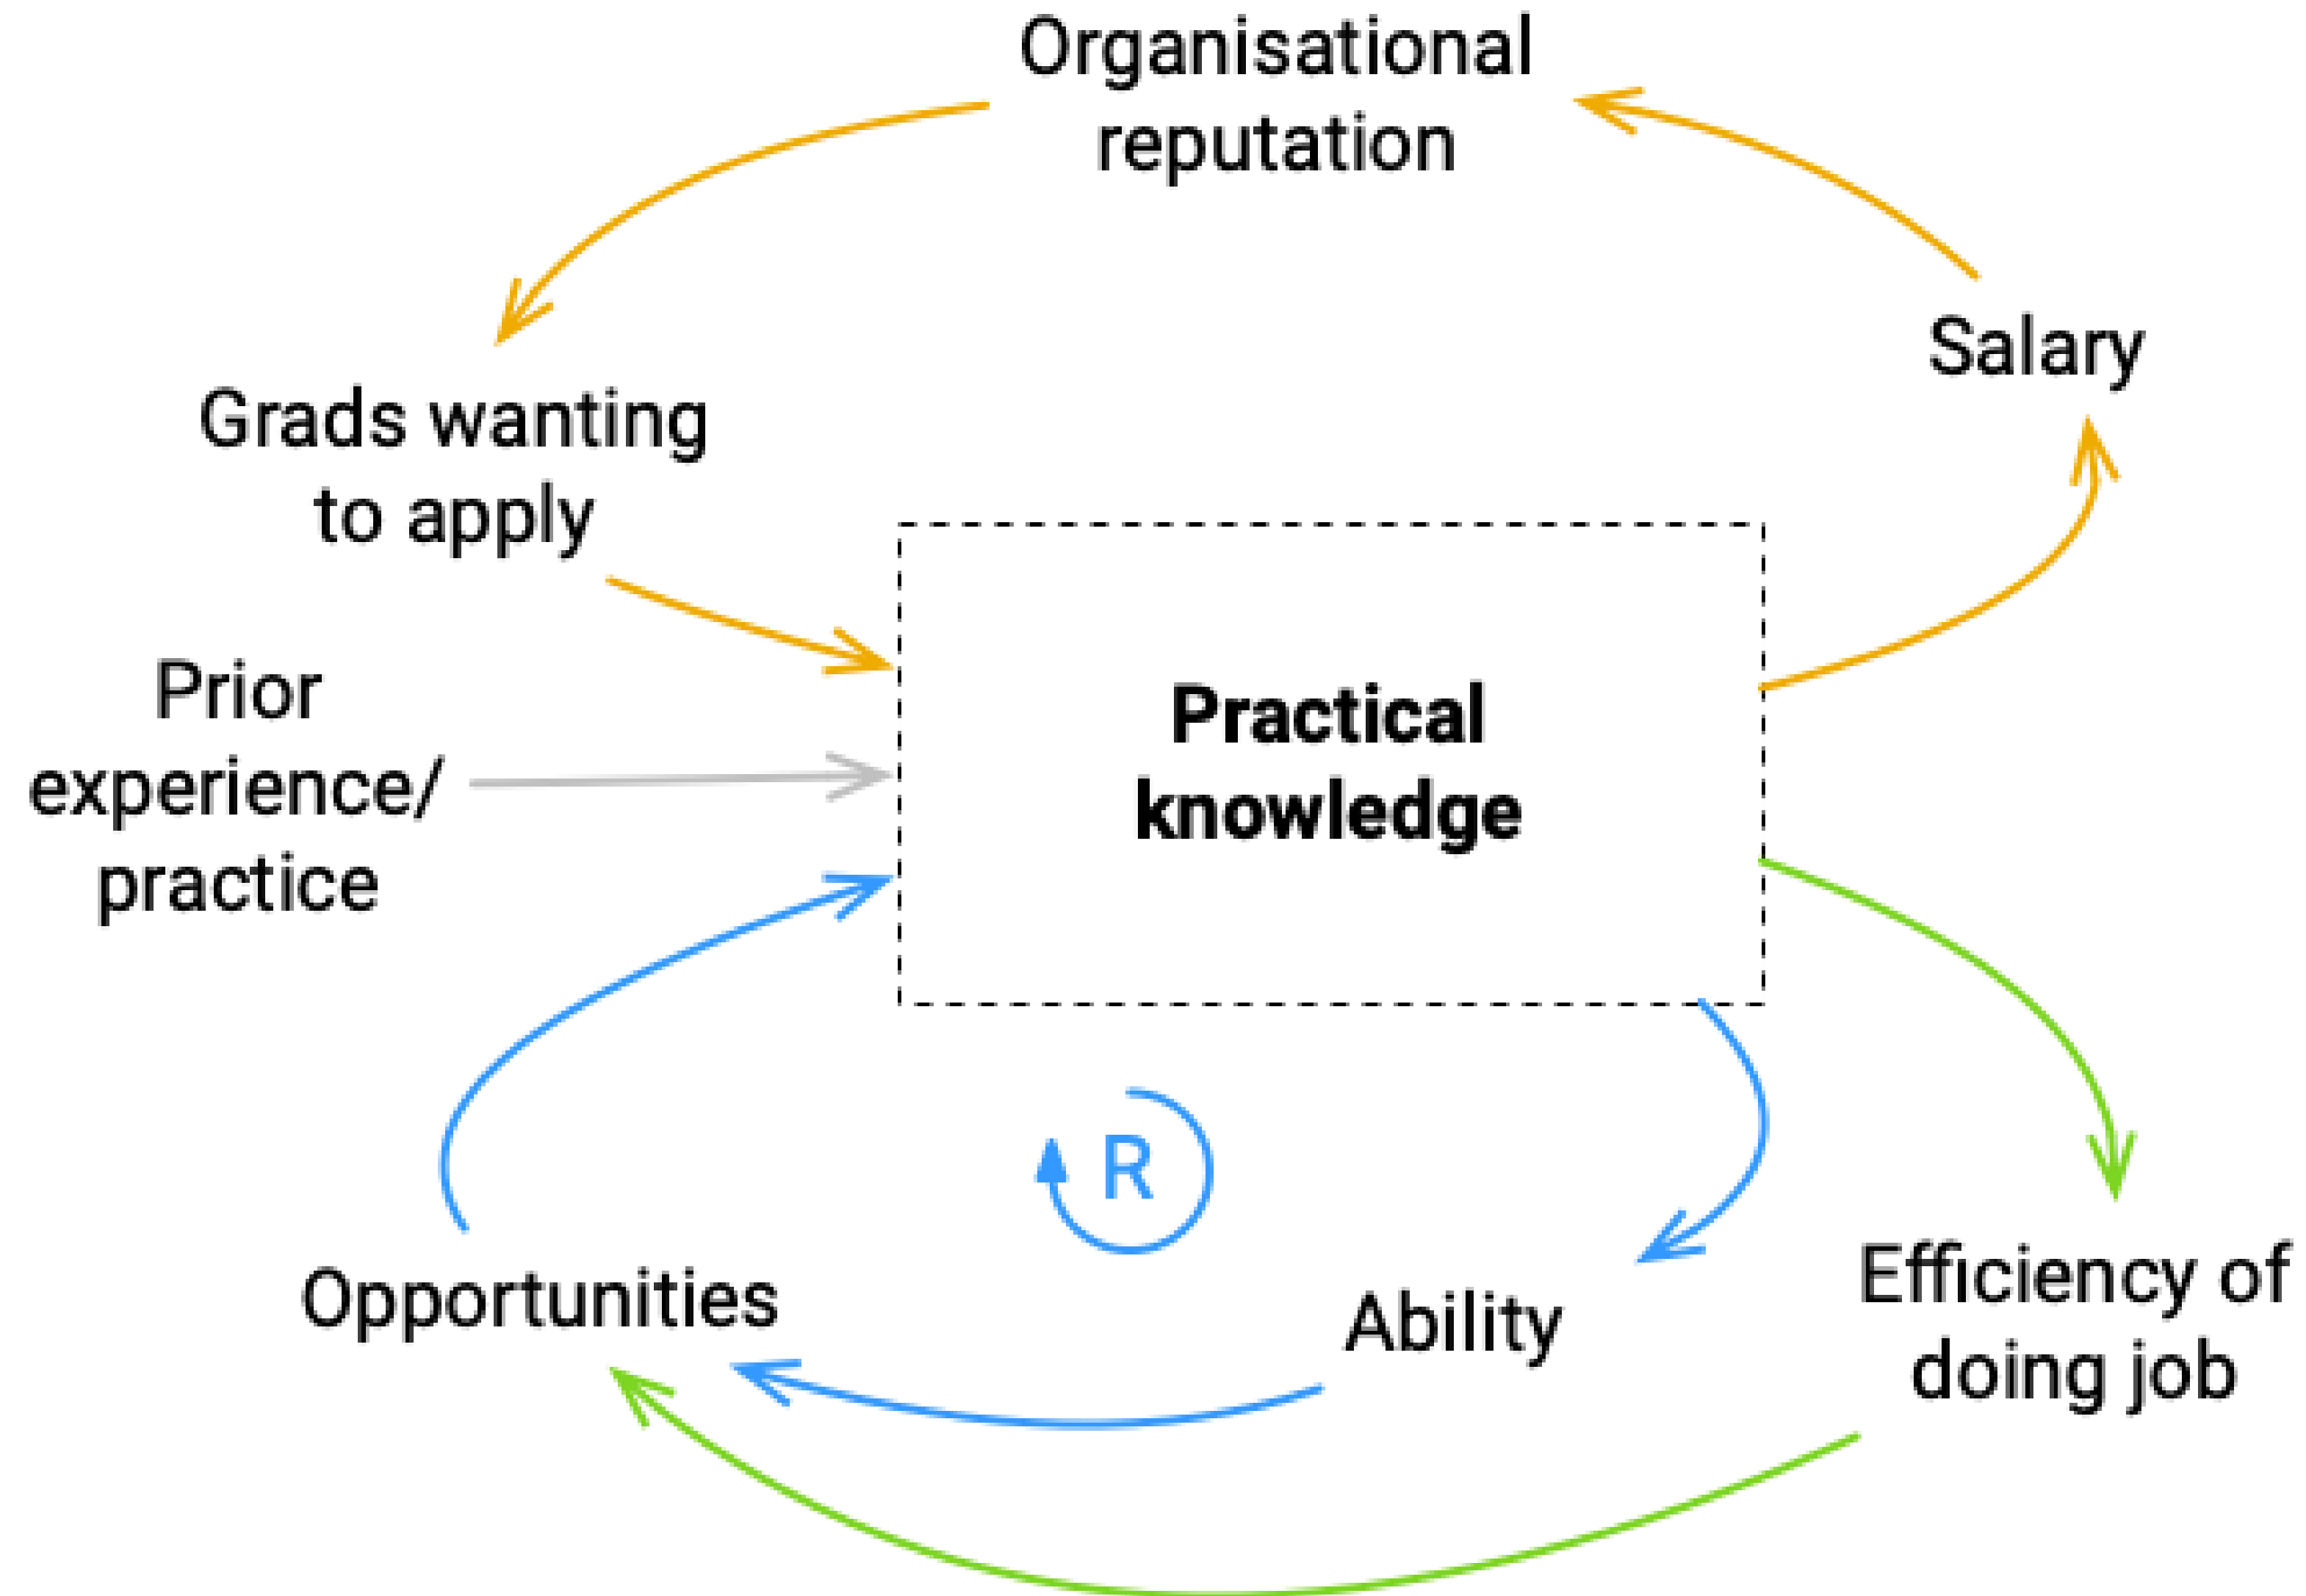 Organisational
reputation
Salary
Grads wanting
to apply
Prior
experience/
practice
Practical
knowledge
R
Opportunities
Ability
Efficiency of
doing job